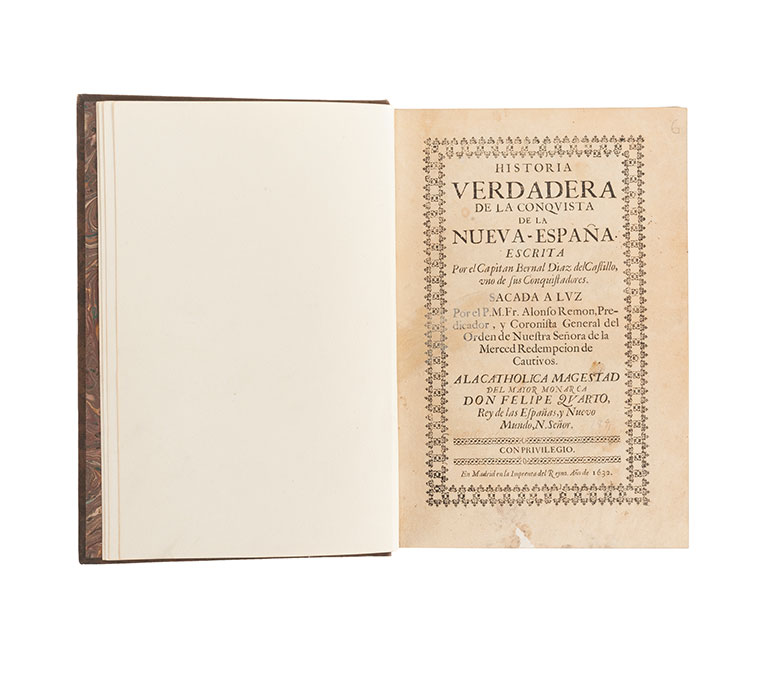 6
HISTORIA
VERDADERA
DE LA CONQVISTA
DE LA
NUEVA-ESPAÑA.
ESCRITA
Por el Capitan Bernal Diaz del Castillo,
vno de sus Conquistadores.
SACADA A LVZ
Por el P. M. Fr. Alonso Remon, Pre-
dicador, y Coronista General del
Orden de Nuestra Señora de la
Merced Redempcion de
Cautivos.
A LA CATHOLICA MAGESTAD
DEL MAYOR MONARCA
DON FELIPE QVARTO,
Rey de las Españas, y Nuevo
Mundo, N. Señor.
CON PRIVILEGIO.
En Madrid en la Imprenta del Reyno. Año de 1632.